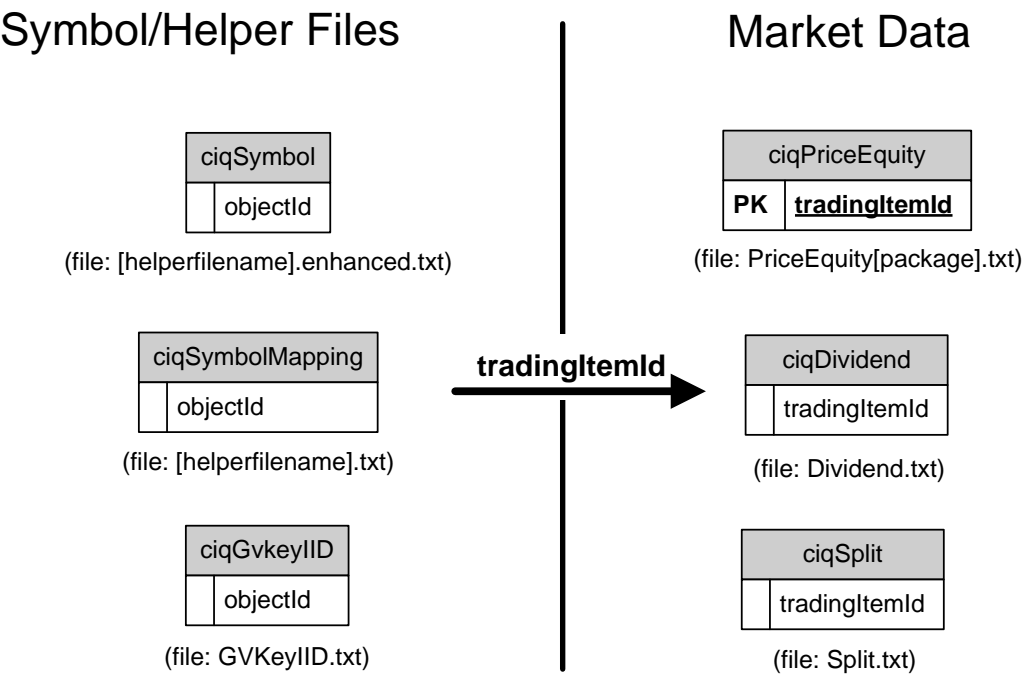 Symbol/Helper Files
Market Data
ciqSymbol
objectId
(file: [helperfilename].enhanced.txt)
ciqSymbolMapping
objectId
(file: [helperfilename].txt)
ciqGvkeyIID
objectId
(file: GVKeyIID.txt)
tradingItemId
ciqPriceEquity
PK tradingItemId
(file: PriceEquity[package].txt)
ciqDividend
tradingItemId
(file: Dividend.txt)
ciqSplit
tradingItemId
(file: Split.txt)